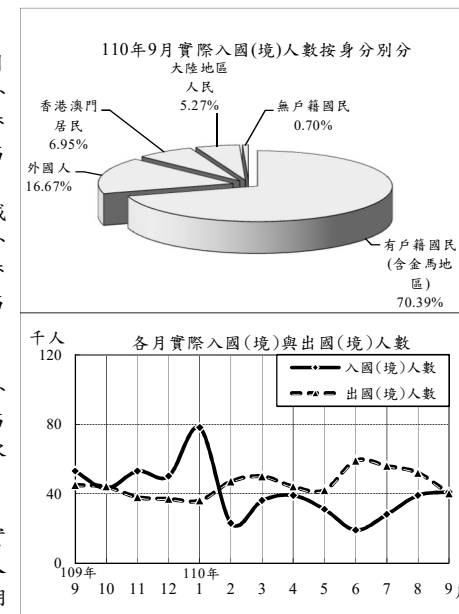 110年9月實際入國(境)人數按身分別分
大陸地區
人民
5.27%
無戶籍國民
0.70%
香港澳門
居民
6.95%
外國人
16.67%
有戶籍國民
(含金馬地
區)
70.39%
千人
各月實際入國(境)與出國(境)人數
120
入國(境)人數
出國(境)人數
80
40
0
109年 110年
9 10 11 12 1 2 3 4 5 6 7 8 9月